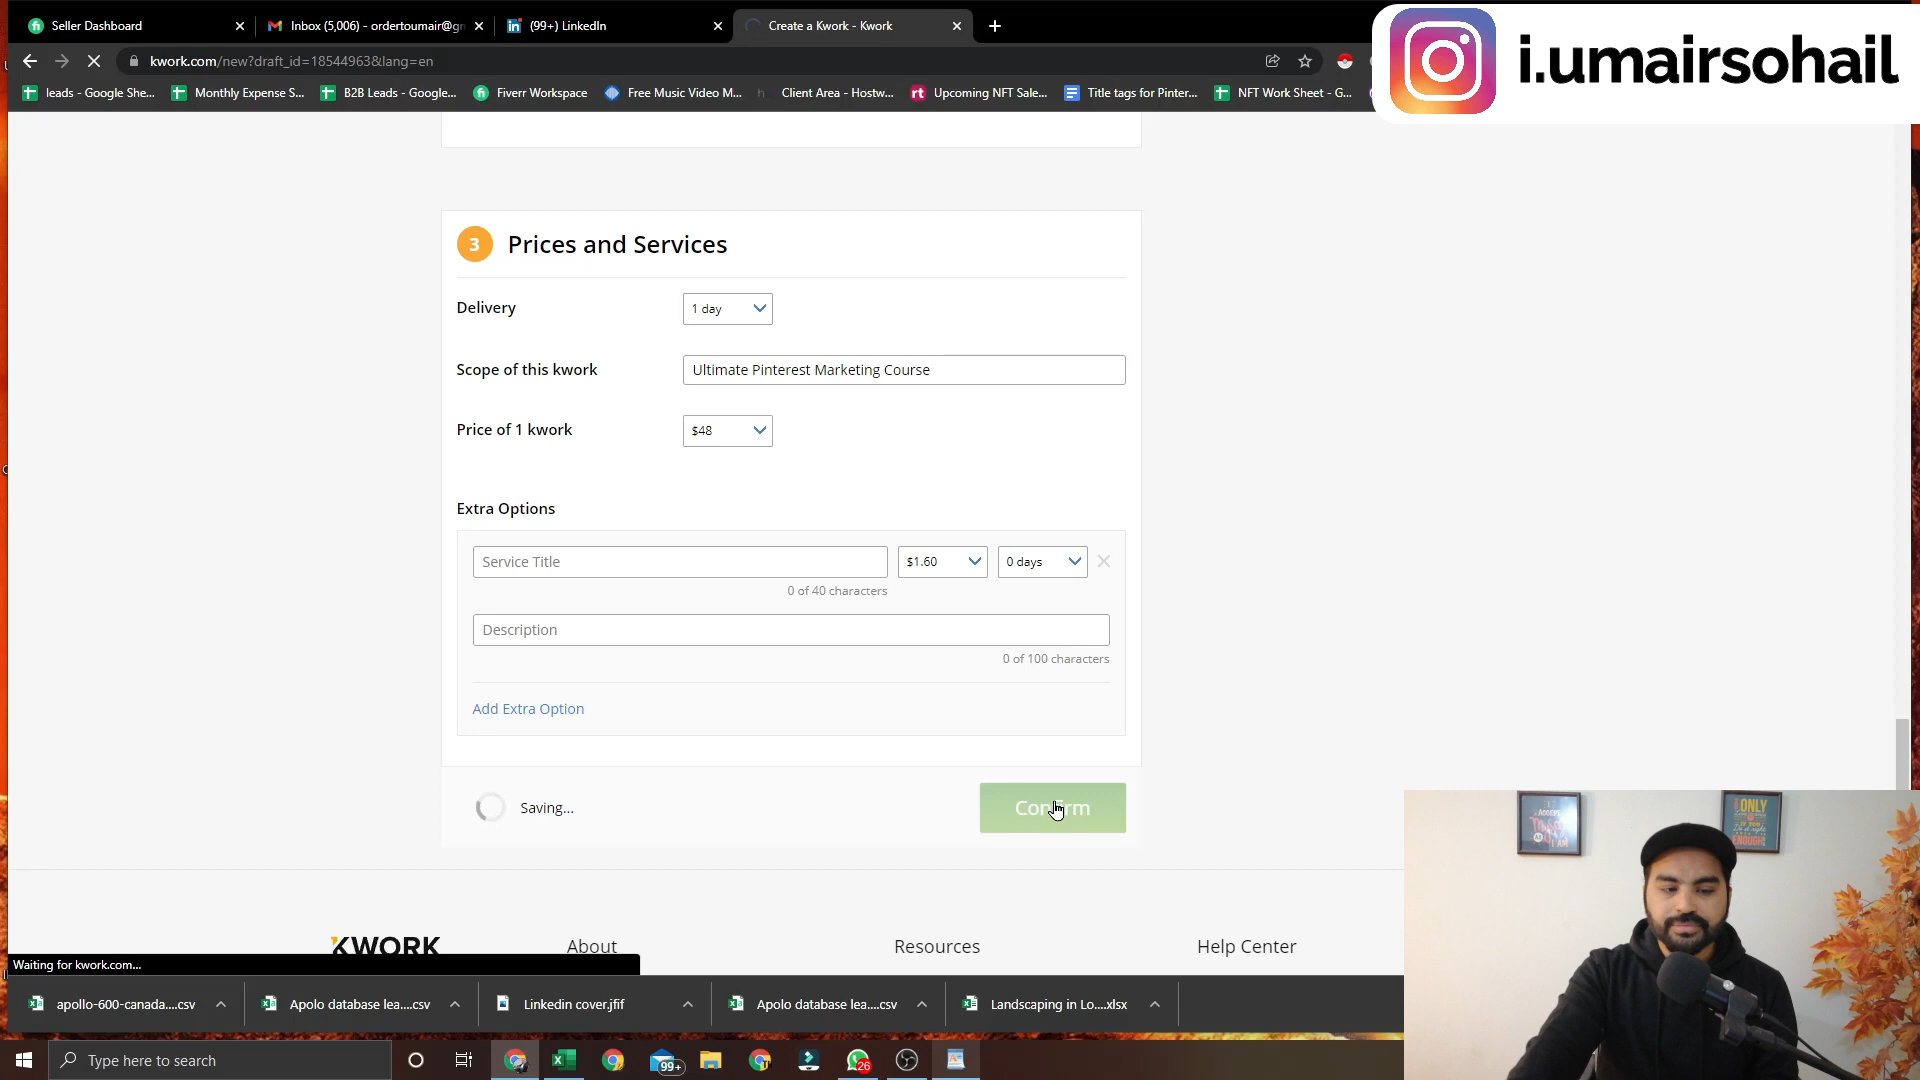 Seller Dashboard
Inbox (5,006) - ordertoumair@gm
(99+) LinkedIn
Create a Kwork - Kwork
i.umairsohail
kwork.com/new?draft_id=18544963&lang=en
leads - Google She...
Monthly Expense S...
B2B Leads - Google...
Fiverr Workspace
Free Music Video M...
Client Area - Hostw...
Upcoming NFT Sale...
Title tags for Pinter...
NFT Work Sheet - G...
3 Prices and Services
Delivery
1 day
Scope of this kwork
Ultimate Pinterest Marketing Course
Price of 1 kwork
$48
Extra Options
Service Title
$1.60
0 days
0 of 40 characters
Description
0 of 100 characters
Add Extra Option
Saving...
Confirm
KWORK
About
Resources
Help Center
Waiting for kwork.com...
apollo-600-canada....csv
Apolo database lea....csv
Linkedin cover.jfif
Apolo database lea....csv
Landscaping in Lo....xlsx
Type here to search
99+
26
I ONLY
ENOUGH!
I AM